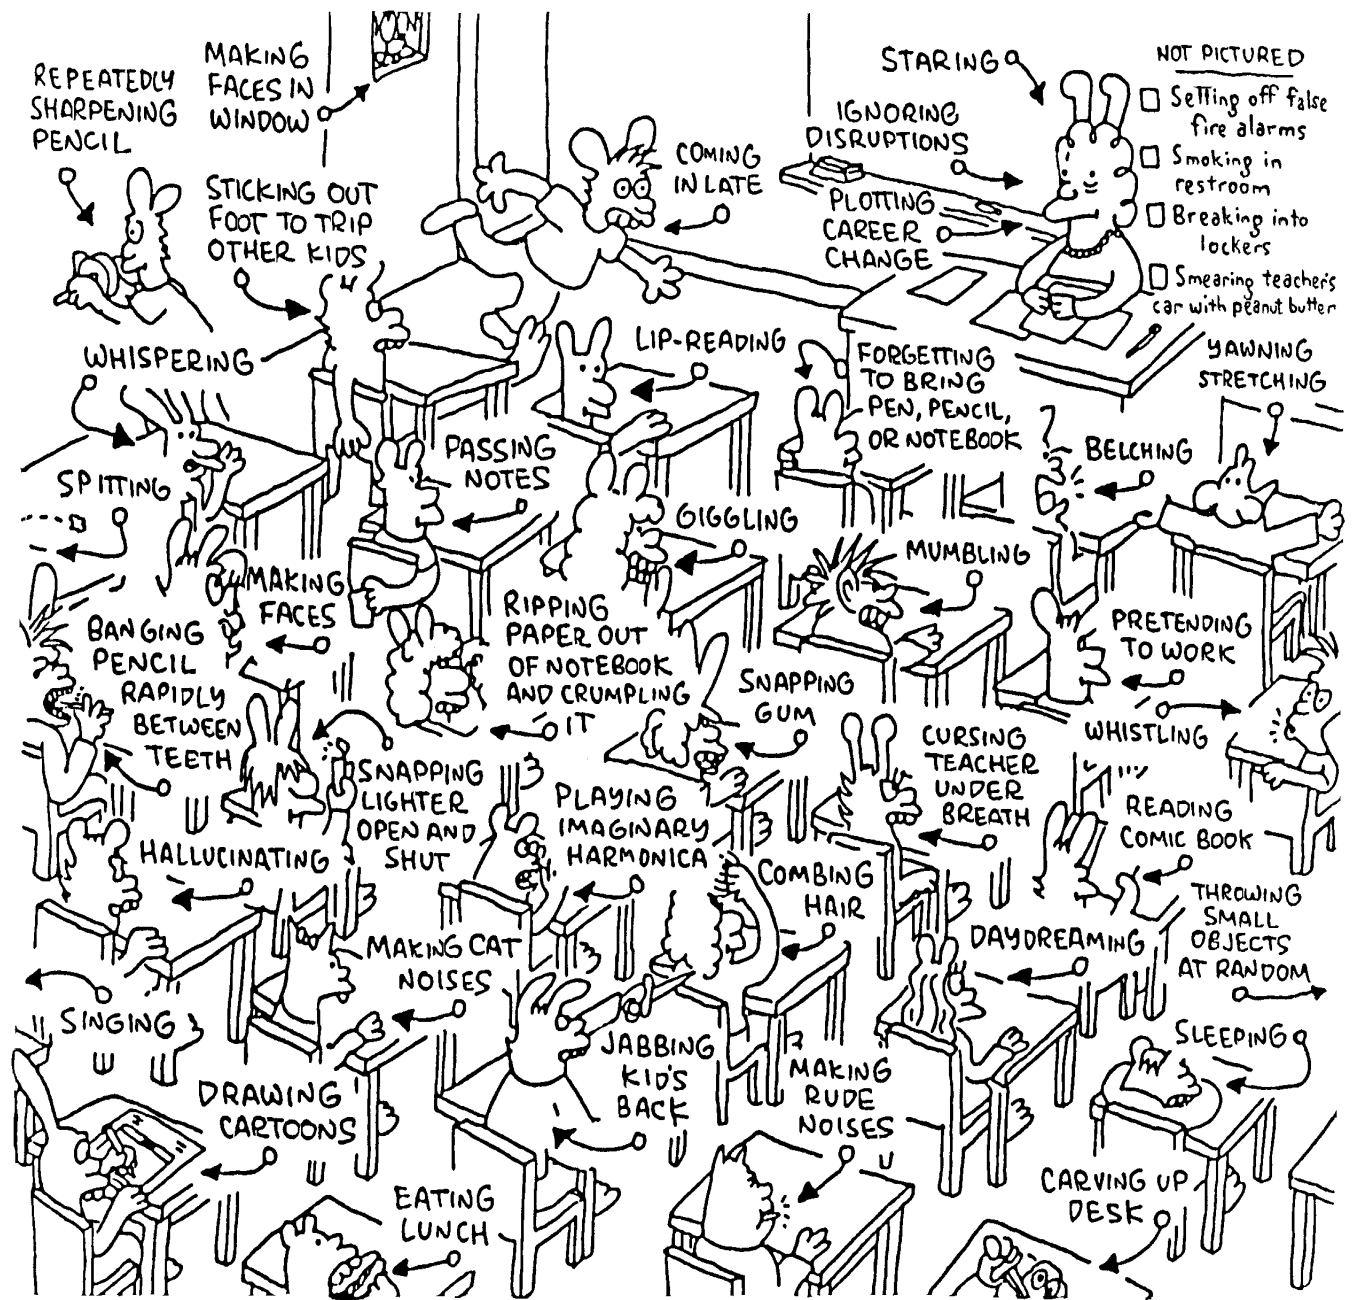 REPEATEDLY
SHARPENING
PENCIL
MAKING
FACES IN
WINDOW
STARING
NOT PICTURED
Setting off false
fire alarms
Smoking in
restroom
Breaking into
lockers
Smearing teacher's
car with peanut butter
IGNORING
DISRUPTIONS
COMING
IN LATE
PLOTTING
CAREER
CHANGE
STICKING OUT
FOOT TO TRIP
OTHER KIDS
WHISPERING
LIP-READING
FORGETTING
TO BRING
PEN, PENCIL,
OR NOTEBOOK
YAWNING
STRETCHING
SPITTING
PASSING
NOTES
BELCHING
GIGGLING
MUMBLING
MAKING
FACES
BANGING
PENCIL
RAPIDLY
BETWEEN
TEETH
RIPPING
PAPER OUT
OF NOTEBOOK
AND CRUMPLING
IT
PRETENDING
TO WORK
SNAPPING
GUM
WHISTLING
SNAPPING
LIGHTER
OPEN AND
SHUT
PLAYING
IMAGINARY
HARMONICA
CURSING
TEACHER
UNDER
BREATH
READING
COMIC BOOK
HALLUCINATING
COMBING
HAIR
THROWING
SMALL
OBJECTS
AT RANDOM
MAKING CAT
NOISES
DAYDREAMING
SINGING
JABBING
KID'S
BACK
SLEEPING
DRAWING
CARTOONS
MAKING
RUDE
NOISES
EATING
LUNCH
CARVING UP
DESK